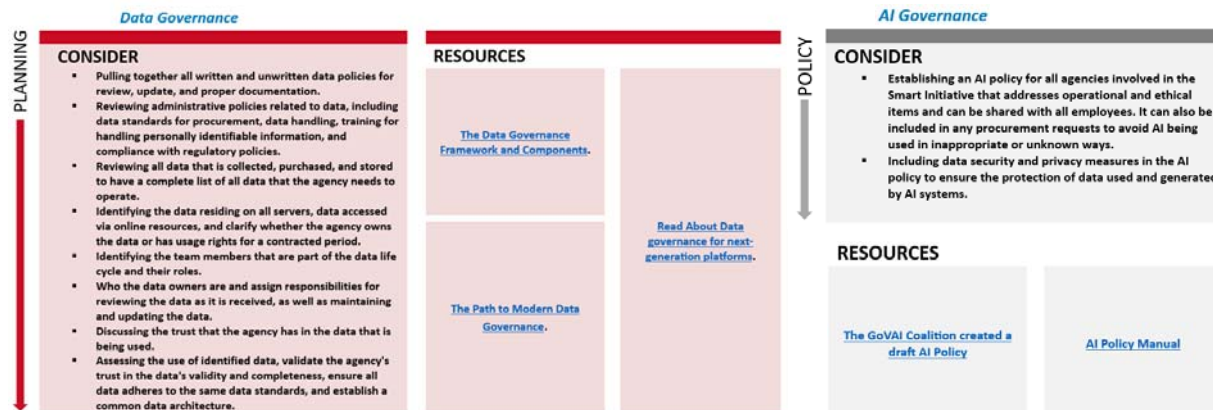 Data Governance
PLANNING
CONSIDER
▪ Pulling together all written and unwritten data policies for
review, update, and proper documentation.
▪ Reviewing administrative policies related to data, including
data standards for procurement, data handling, training for
handling personally identifiable information, and
compliance with regulatory policies.
▪ Reviewing all data that is collected, purchased, and stored
to have a complete list of all data that the agency needs to
operate.
▪ Identifying the data residing on all servers, data accessed
via online resources, and clarify whether the agency owns
the data or has usage rights for a contracted period.
▪ Identifying the team members that are part of the data life
cycle and their roles.
▪ Who the data owners are and assign responsibilities for
reviewing the data as it is received, as well as maintaining
and updating the data.
▪ Discussing the trust that the agency has in the data that is
being used.
▪ Assessing the use of identified data, validate the agency's
trust in the data's validity and completeness, ensure all
data adheres to the same data standards, and establish a
common data architecture.
RESOURCES
The Data Governance
Framework and Components.
The Path to Modern Data
Governance.
Read About Data
governance for next-
generation platforms.
AI Governance
POLICY
CONSIDER
▪ Establishing an AI policy for all agencies involved in the
Smart Initiative that addresses operational and ethical
items and can be shared with all employees. It can also be
included in any procurement requests to avoid AI being
used in inappropriate or unknown ways.
▪ Including data security and privacy measures in the AI
policy to ensure the protection of data used and generated
by AI systems.
RESOURCES
The GovAI Coalition created a
draft AI Policy
AI Policy Manual